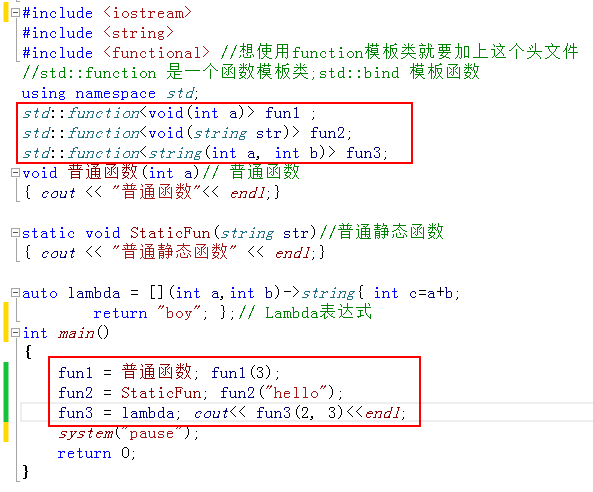 #include <iostream>
#include <string>
#include <functional> //想使用function模板类就要加上这个头文件
//std::function 是一个函数模板类;std::bind 模板函数
using namespace std;
std::function<void(int a)> fun1 ;
std::function<void(string str)> fun2;
std::function<string(int a, int b)> fun3;
void 普通函数(int a)// 普通函数
{ cout << "普通函数"<< endl;}
static void StaticFun(string str)//普通静态函数
{ cout << "普通静态函数" << endl;}
auto lambda = [](int a,int b)->string{ int c=a+b;
return "boy"; };// Lambda表达式
int main()
{
fun1 = 普通函数; fun1(3);
fun2 = StaticFun; fun2("hello");
fun3 = lambda; cout<< fun3(2, 3)<<endl;
system("pause");
return 0;
}